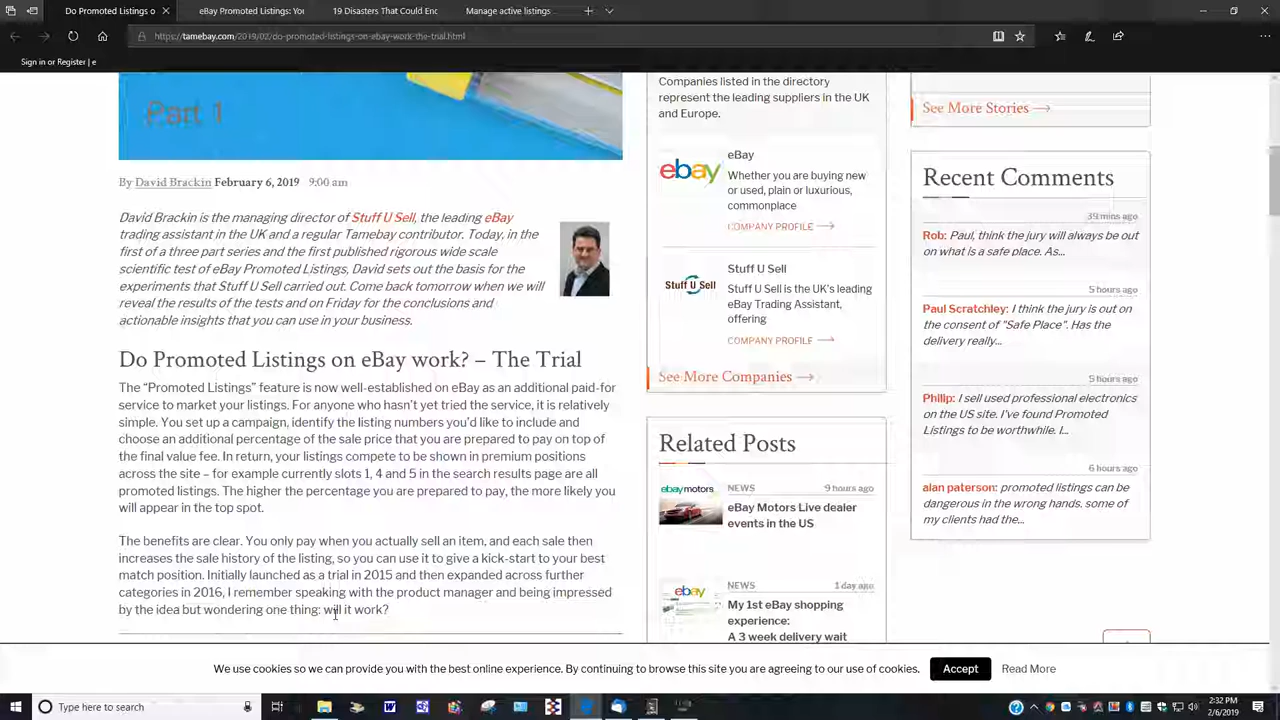 Do Promoted Listings o
eBay Promoted Listings: You
19 Disasters That Could Enc
Manage active listings
https://tamebay.com/2019/02/do-promoted-listings-on-ebay-work-the-trial.html
Sign in or Register | e
Part 1
By David Brackin February 6, 2019 9:00 am
David Brackin is the managing director of Stuff U Sell, the leading eBay
trading assistant in the UK and a regular Tamebay contributor. Today, in the
first of a three part series and the first published rigorous wide scale
scientific test of eBay Promoted Listings, David sets out the basis for the
experiments that Stuff U Sell carried out. Come back tomorrow when we will
reveal the results of the tests and on Friday for the conclusions and
actionable insights that you can use in your business.
Do Promoted Listings on eBay work? – The Trial
The “Promoted Listings” feature is now well-established on eBay as an additional paid-for
service to market your listings. For anyone who hasn’t yet tried the service, it is relatively
simple. You set up a campaign, identify the listing numbers you’d like to include and
choose an additional percentage of the sale price that you are prepared to pay on top of
the final value fee. In return, your listings compete to be shown in premium positions
across the site – for example currently slots 1, 4 and 5 in the search results page are all
promoted listings. The higher the percentage you are prepared to pay, the more likely you
will appear in the top spot.
The benefits are clear. You only pay when you actually sell an item, and each sale then
increases the sale history of the listing, so you can use it to give a kick-start to your best
match position. Initially launched as a trial in 2015 and then expanded across further
categories in 2016, I remember speaking with the product manager and being impressed
by the idea but wondering one thing: will it work?
Companies listed in the directory
represent the leading suppliers in the UK
and Europe.
ebay
eBay
Whether you are buying new
or used, plain or luxurious,
commonplace
COMPANY PROFILE
Stuff U Sell
Stuff U Sell
Stuff U Sell is the UK's leading
eBay Trading Assistant,
offering
COMPANY PROFILE
See More Companies
Related Posts
ebaymotors
NEWS 9 hours ago
eBay Motors Live dealer
events in the US
ebay
NEWS 1 day ago
My 1st eBay shopping
experience:
A 3 week delivery wait
See More Stories
Recent Comments
39 mins ago
Rob: Paul, think the jury will always be out
on what is a safe place. As...
5 hours ago
Paul Scratchley: I think the jury is out on
the consent of "Safe Place". Has the
delivery really...
5 hours ago
Philip: I sell used professional electronics
on the US site. I've found Promoted
Listings to be worthwhile. I...
6 hours ago
alan paterson: promoted listings can be
dangerous in the wrong hands. some of
my clients had the...
We use cookies so we can provide you with the best online experience. By continuing to browse this site you are agreeing to our use of cookies. Accept Read More
Type here to search
2:32 PM
2/6/2019